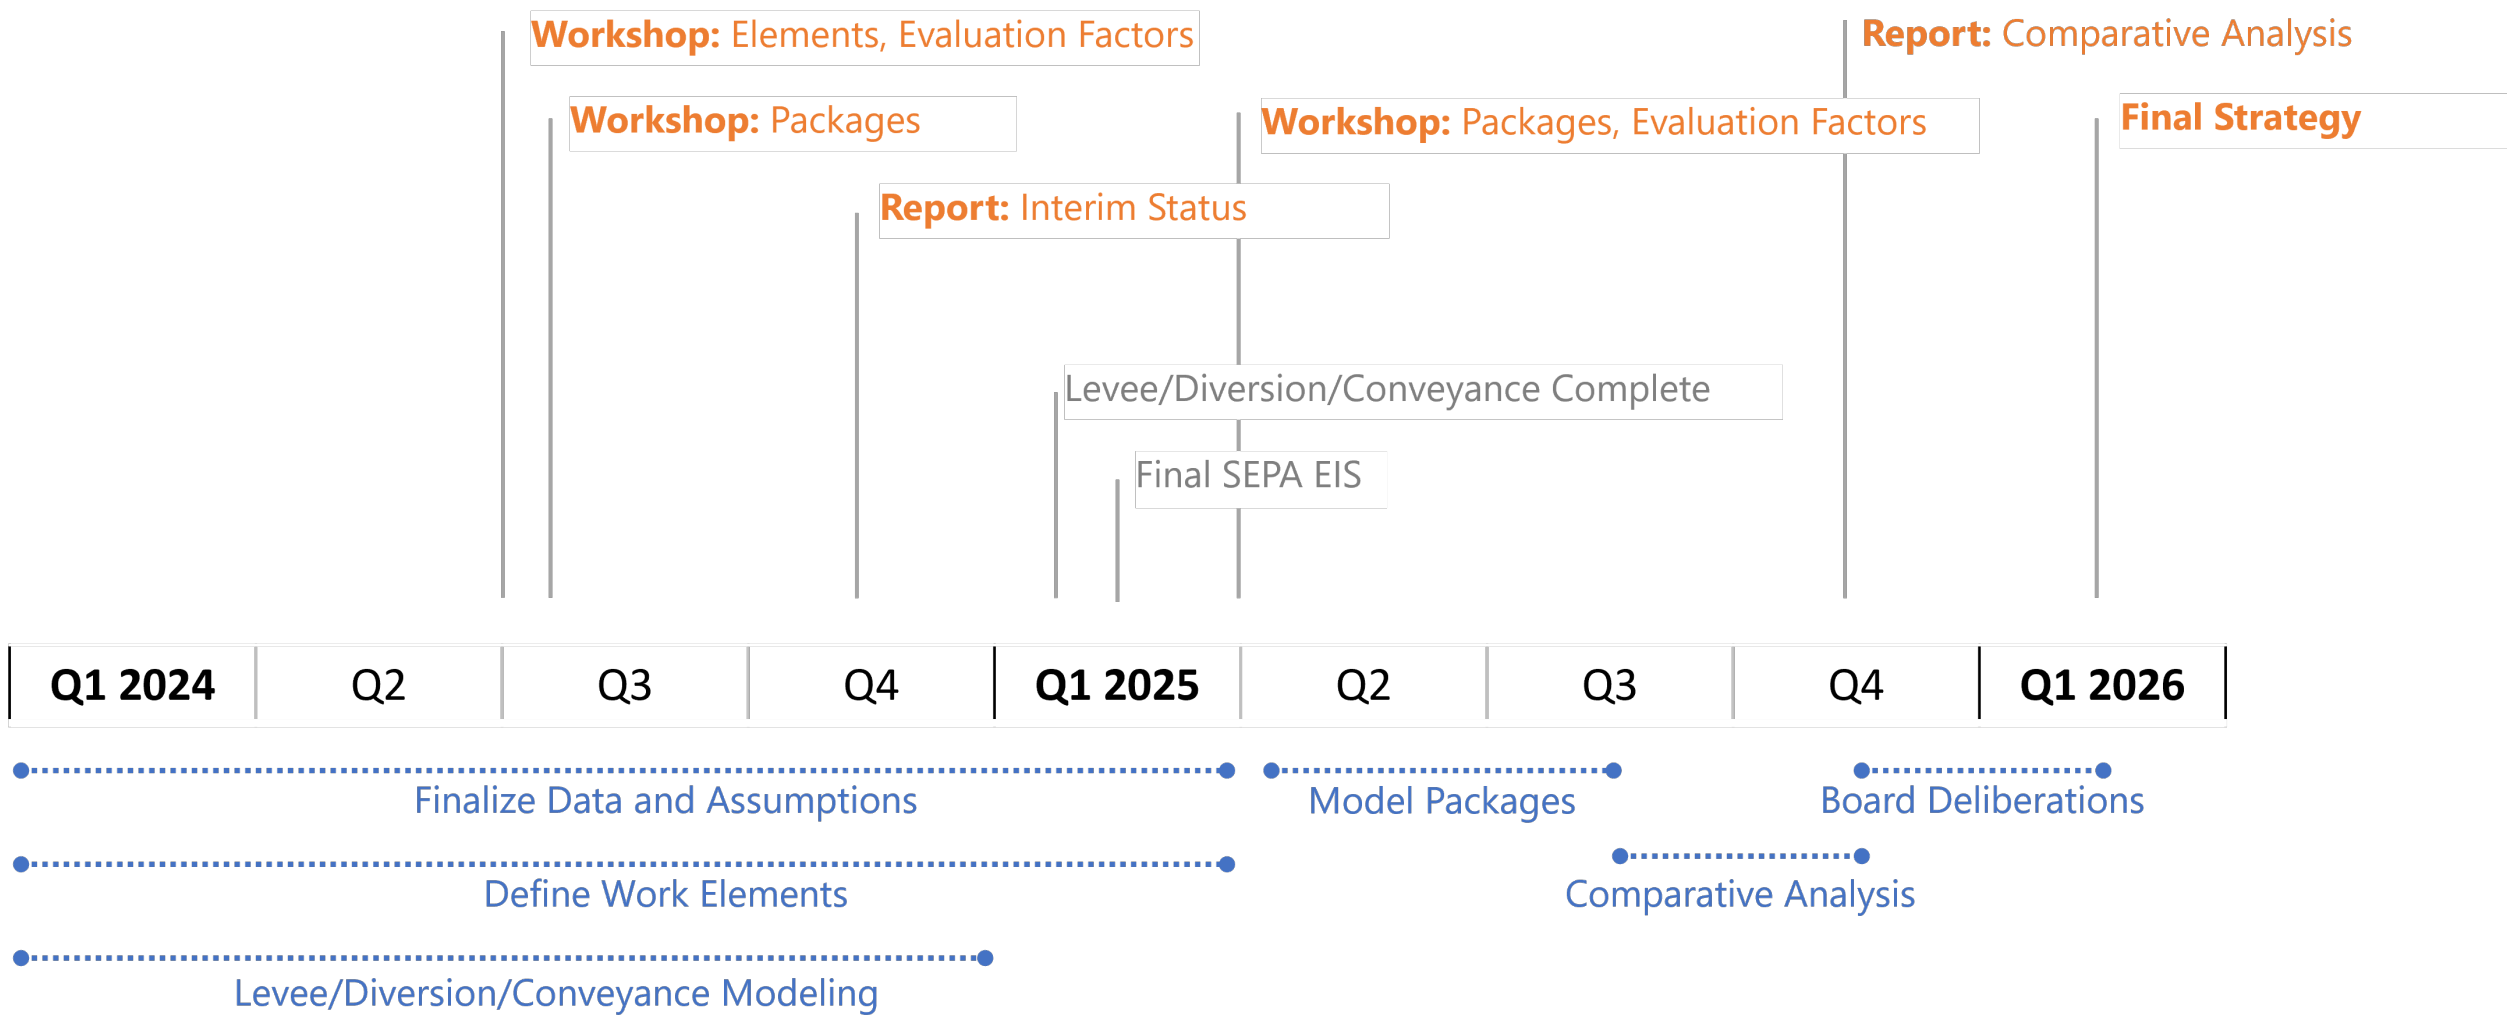 Workshop: Elements, Evaluation Factors
Report: Comparative Analysis
Workshop: Packages
Workshop: Packages, Evaluation Factors
Final Strategy
Report: Interim Status
Levee/Diversion/Conveyance Complete
Final SEPA EIS
Q1 2024
Q2
Q3
Q4
Q1 2025
Q2
Q3
Q4
Q1 2026
Finalize Data and Assumptions
Model Packages
Board Deliberations
Define Work Elements
Comparative Analysis
Levee/Diversion/Conveyance Modeling